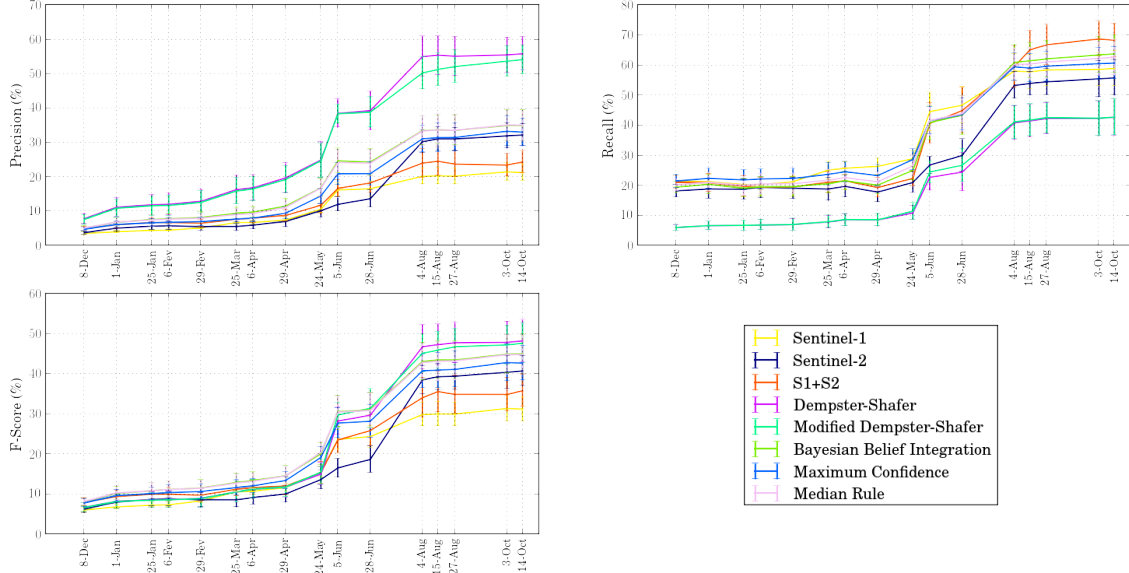 70
60
50
40
30
20
10
0
Precision (%)
8-Dec
1-Jan
25-Jan
6-Fev
29-Fev
25-Mar
6-Apr
29-Apr
24-May
5-Jun
28-Jun
4-Aug
15-Aug
27-Aug
3-Oct
14-Oct
80
70
60
50
40
30
20
10
0
Recall (%)
8-Dec
1-Jan
25-Jan
6-Fev
29-Fev
25-Mar
6-Apr
29-Apr
24-May
5-Jun
28-Jun
4-Aug
15-Aug
27-Aug
3-Oct
14-Oct
60
50
40
30
20
10
0
F-Score (%)
8-Dec
1-Jan
25-Jan
6-Fev
29-Fev
25-Mar
6-Apr
29-Apr
24-May
5-Jun
28-Jun
4-Aug
15-Aug
27-Aug
3-Oct
14-Oct
Sentinel-1
Sentinel-2
S1+S2
Dempster-Shafer
Modified Dempster-Shafer
Bayesian Belief Integration
Maximum Confidence
Median Rule